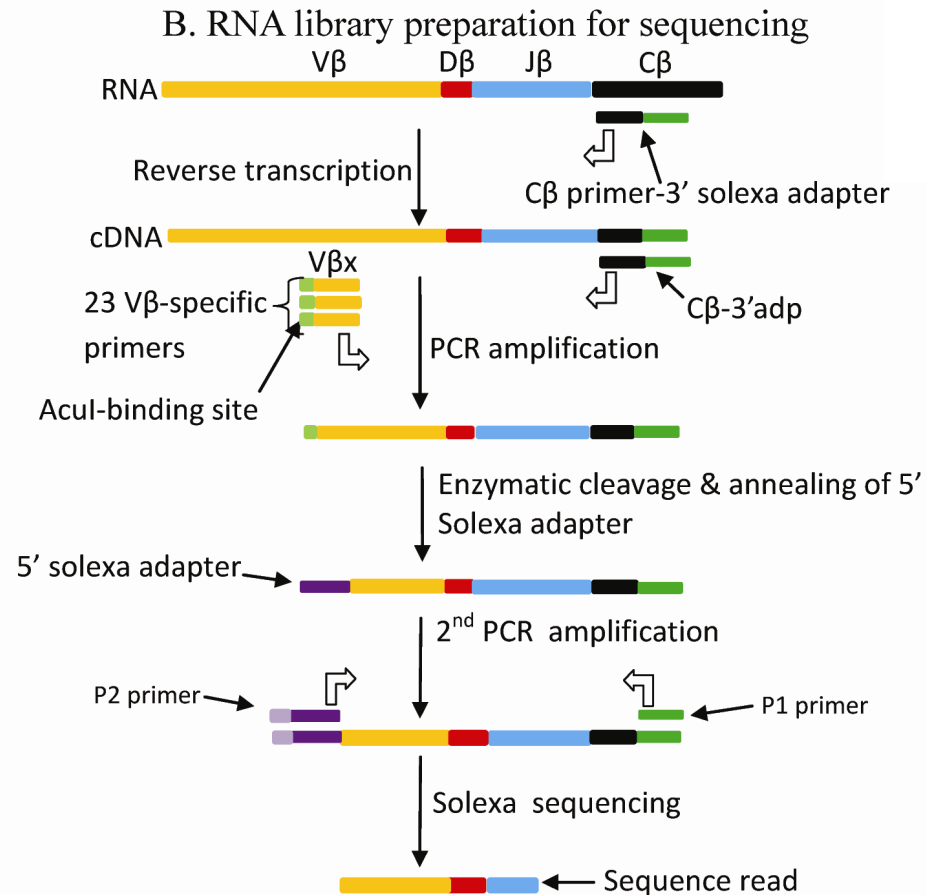 B. RNA library preparation for sequencing
Vβ Dβ Jβ Cβ
RNA
Reverse transcription
Cβ primer-3’ solexa adapter
cDNA
Vβx
23 Vβ-specific
primers
Cβ-3’adp
PCR amplification
AcuI-binding site
Enzymatic cleavage & annealing of 5’
Solexa adapter
5’ solexa adapter
2nd PCR amplification
P2 primer
P1 primer
Solexa sequencing
Sequence read